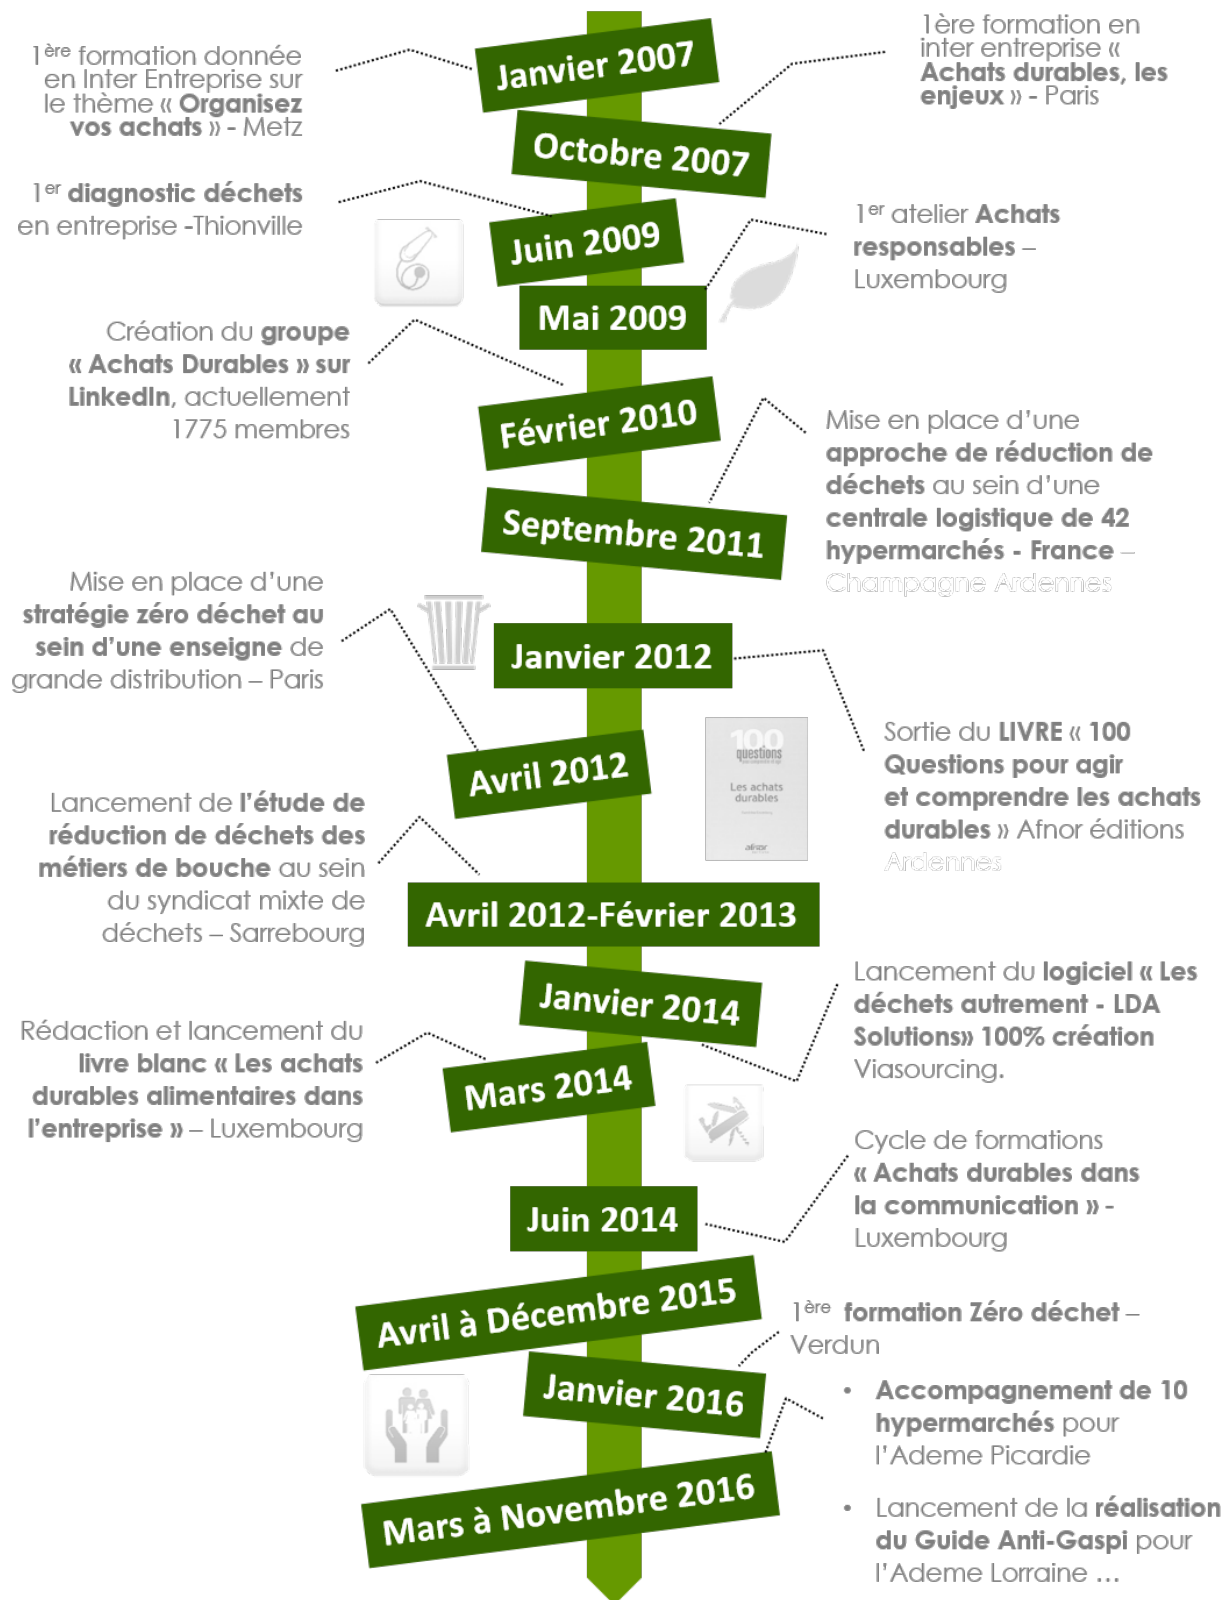 1ère formation donnée
en Inter Entreprise sur
le thème « Organisez
vos achats » - Metz
Janvier 2007
1ère formation en
inter entreprise «
Achats durables, les
enjeux » - Paris
Octobre 2007
1er diagnostic déchets
en entreprise -Thionville
Juin 2009
1er atelier Achats
responsables –
Luxembourg
Mai 2009
Création du groupe
« Achats Durables » sur
LinkedIn, actuellement
1775 membres
Février 2010
Mise en place d’une
approche de réduction de
déchets au sein d’une
centrale logistique de 42
hypermarchés - France –
Champagne Ardennes
Septembre 2011
Mise en place d’une
stratégie zéro déchet au
sein d’une enseigne de
grande distribution – Paris
Janvier 2012
Avril 2012
100
questions
Les achats
durables
afnor
Sortie du LIVRE « 100
Questions pour agir
et comprendre les achats
durables » Afnor éditions
Ardennes
Lancement de l’étude de
réduction de déchets des
métiers de bouche au sein
du syndicat mixte de
déchets – Sarrebourg
Avril 2012-Février 2013
Janvier 2014
Lancement du logiciel « Les
déchets autrement - LDA
Solutions» 100% création
Viasourcing.
Rédaction et lancement du
livre blanc « Les achats
durables alimentaires dans
l’entreprise » – Luxembourg
Mars 2014
Cycle de formations
« Achats durables dans
la communication » -
Luxembourg
Juin 2014
Avril à Décembre 2015
1ère formation Zéro déchet –
Verdun
Janvier 2016
• Accompagnement de 10
hypermarchés pour
l’Ademe Picardie
Mars à Novembre 2016
• Lancement de la réalisation
du Guide Anti-Gaspi pour
l’Ademe Lorraine …